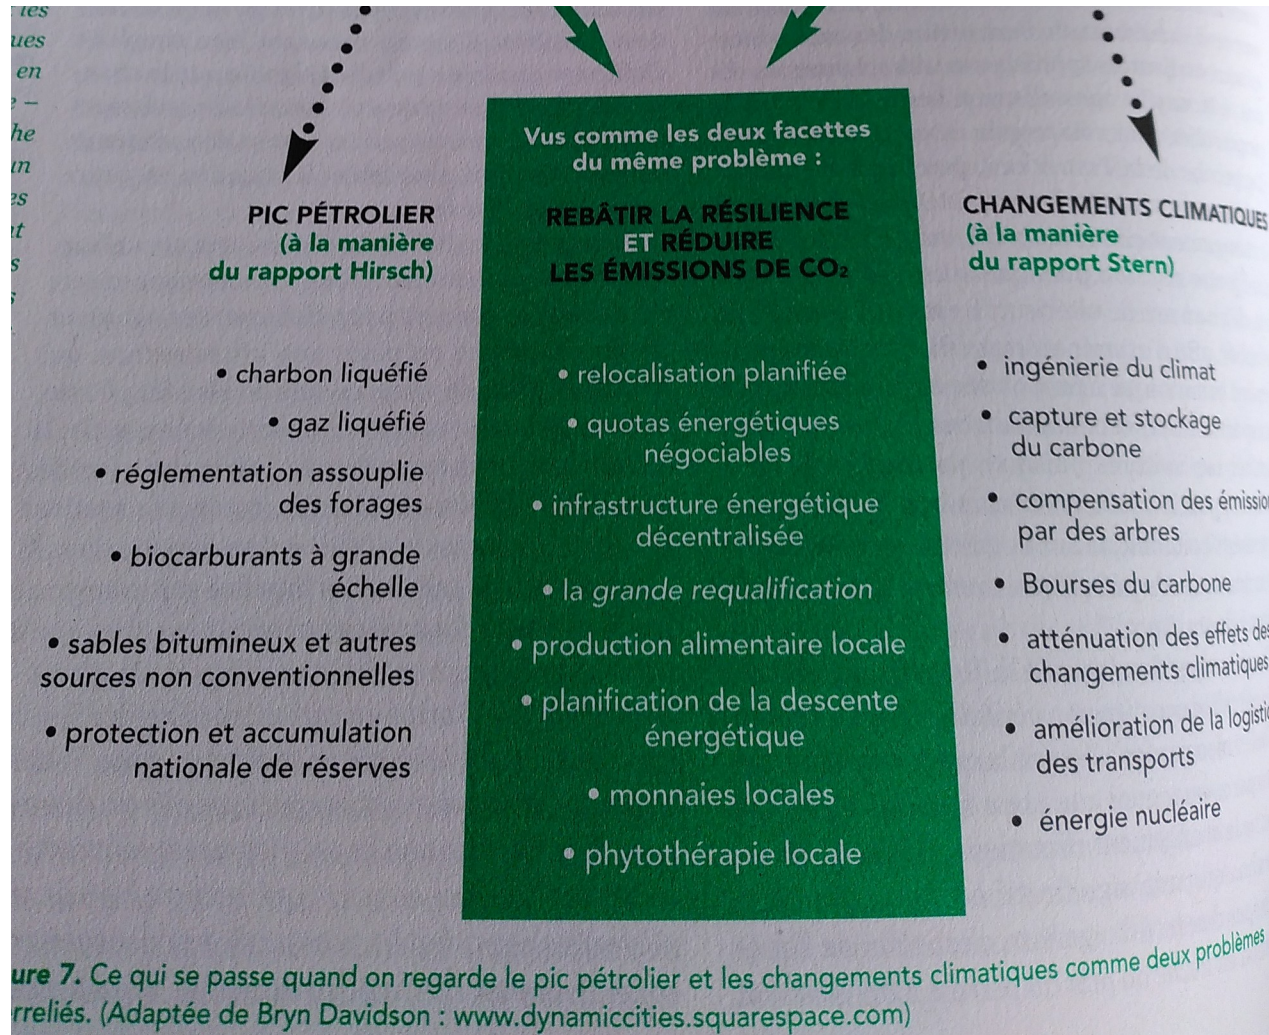 ues
en
he
un
es
Vus comme les deux facettes
du même problème :
PIC PÉTROLIER
(à la manière
du rapport Hirsch)
• charbon liquéfié
• gaz liquéfié
• réglementation assouplie
des forages
• biocarburants à grande
échelle
• sables bitumineux et autres
sources non conventionnelles
• protection et accumulation
nationale de réserves
REBÂTIR LA RÉSILIENCE
ET RÉDUIRE
LES ÉMISSIONS DE CO₂
• relocalisation planifiée
• quotas énergétiques
négociables
• infrastructure énergétique
décentralisée
• la grande requalification
• production alimentaire locale
• planification de la descente
énergétique
• monnaies locales
• phytothérapie locale
CHANGEMENTS CLIMATIQUES
(à la manière
du rapport Stern)
• ingénierie du climat
• capture et stockage
du carbone
• compensation des émissio
par des arbres
• Bourses du carbone
• atténuation des effets des
changements climatiques
• amélioration de la logisti
des transports
• énergie nucléaire
ure 7. Ce qui se passe quand on regarde le pic pétrolier et les changements climatiques comme deux problèmes
rreliés. (Adaptée de Bryn Davidson : www.dynamiccities.squarespace.com)